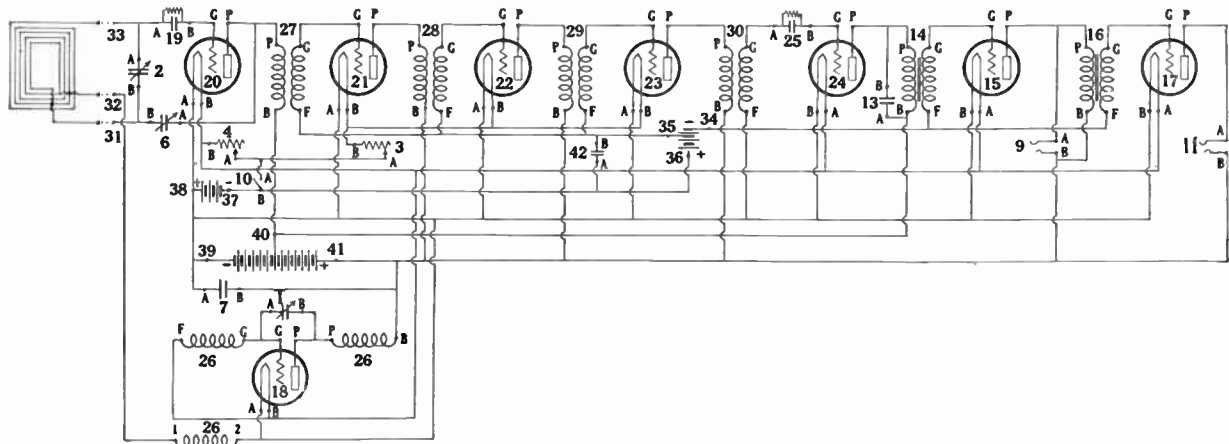 G P G P G P G P G P G P G P
33 A 19 B 27 P G 28 P G 29 P G 30 P G A 25 B 14 P G 16 P G
A 2 B 20 21 22 23 24 B 13 A 15 17
32 A B B F A B B F A B B F A B B F B A B F B A B F B A
31 B 6 A
4 B A 3 B A 42 B A 35 - 34 36 + 9 A B 11 A B
38 + - 37 10 A B
40
39 - + 41
A 7 B A 1 B
F G G P P B
26 26
18
A B
26
1 2